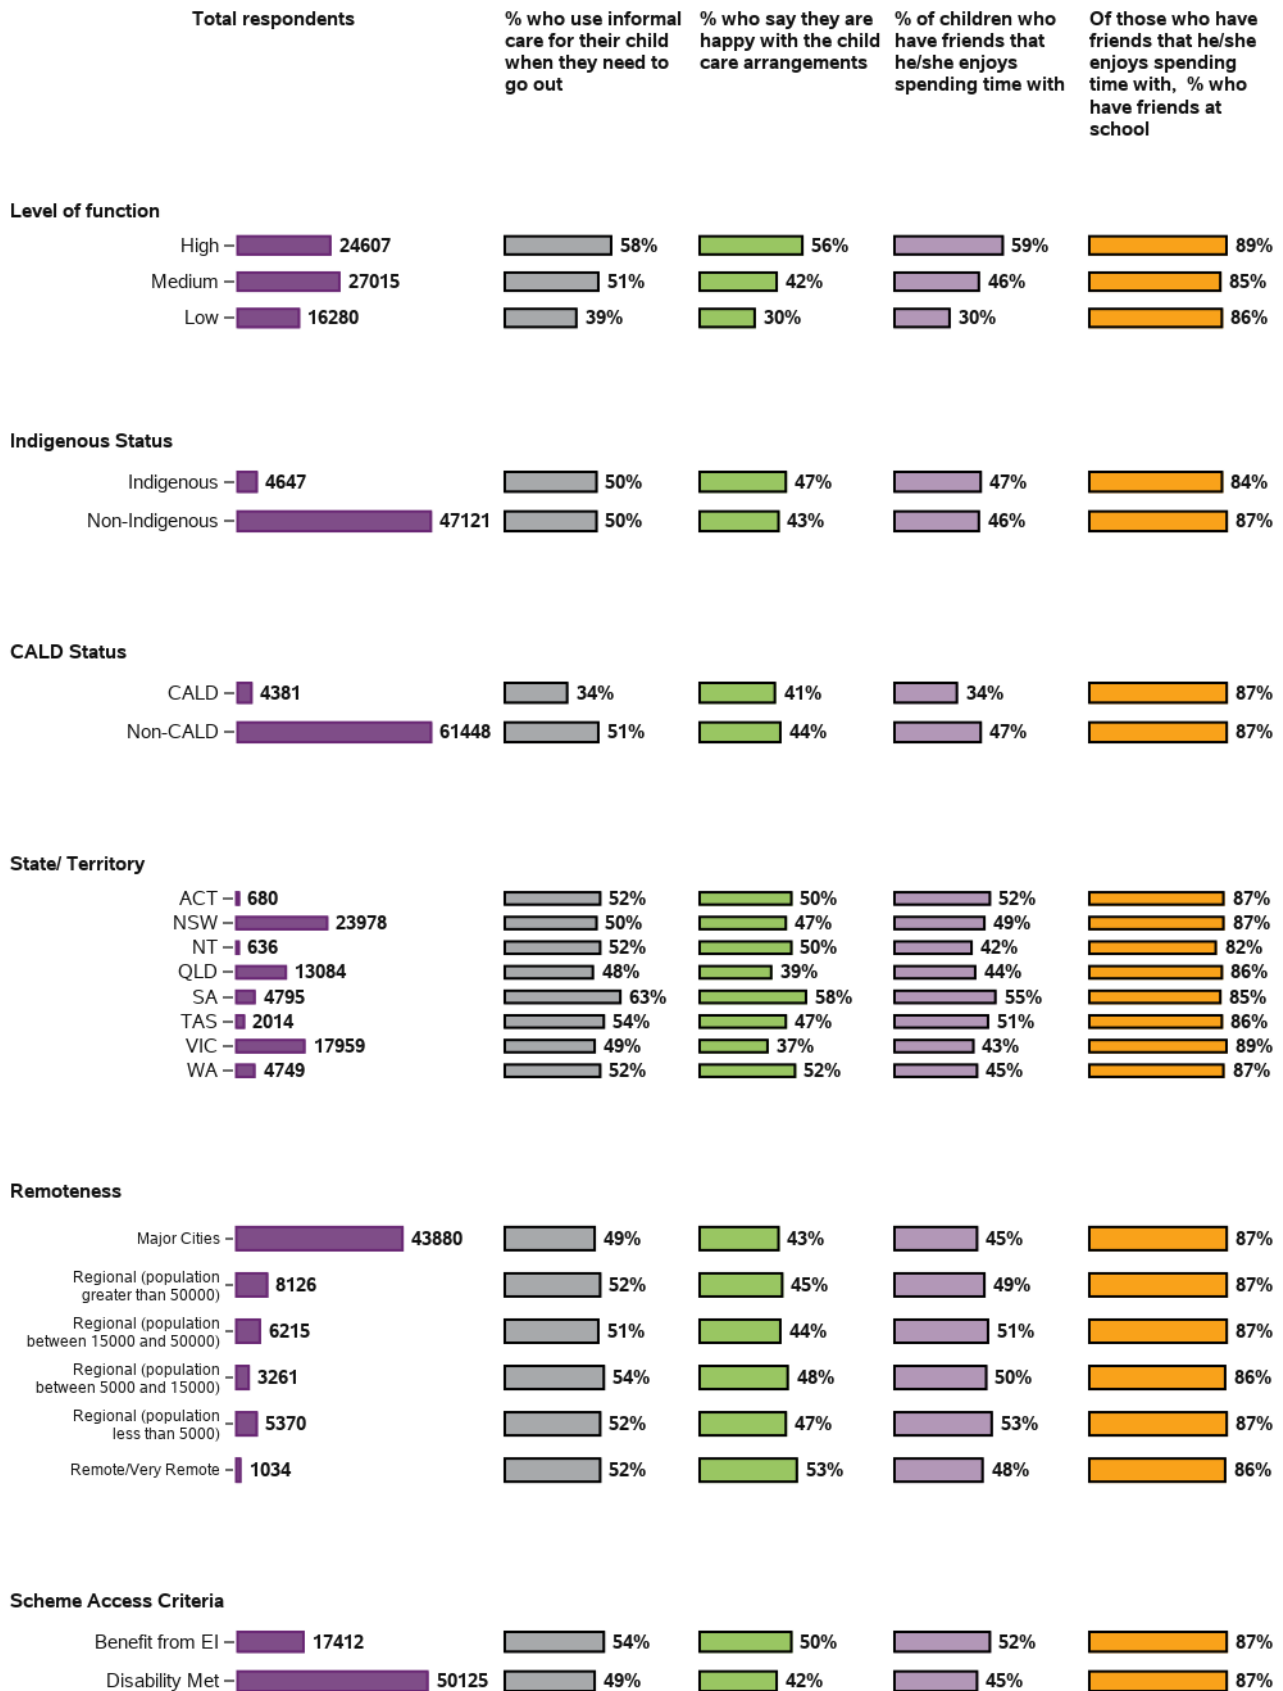 Total respondents
% who use informal care for their child when they need to go out
% who say they are happy with the child care arrangements
% of children who have friends that he/she enjoys spending time with
Of those who have friends that he/she enjoys spending time with, % who have friends at school
Level of function
High 24607 58% 56% 59% 89%
Medium 27015 51% 42% 46% 85%
Low 16280 39% 30% 30% 86%
Indigenous Status
Indigenous 4647 50% 47% 47% 84%
Non-Indigenous 47121 50% 43% 46% 87%
CALD Status
CALD 4381 34% 41% 34% 87%
Non-CALD 61448 51% 44% 47% 87%
State/ Territory
ACT 680 52% 50% 52% 87%
NSW 23978 50% 47% 49% 87%
NT 636 52% 50% 42% 82%
QLD 13084 48% 39% 44% 86%
SA 4795 63% 58% 55% 85%
TAS 2014 54% 47% 51% 86%
VIC 17959 49% 37% 43% 89%
WA 4749 52% 52% 45% 87%
Remoteness
Major Cities 43880 49% 43% 45% 87%
Regional (population
greater than 50000) 8126 52% 45% 49% 87%
Regional (population
between 15000 and 50000) 6215 51% 44% 51% 87%
Regional (population
between 5000 and 15000) 3261 54% 48% 50% 86%
Regional (population
less than 5000) 5370 52% 47% 53% 87%
Remote/Very Remote 1034 52% 53% 48% 86%
Scheme Access Criteria
Benefit from EI 17412 54% 50% 52% 87%
Disability Met 50125 49% 42% 45% 87%